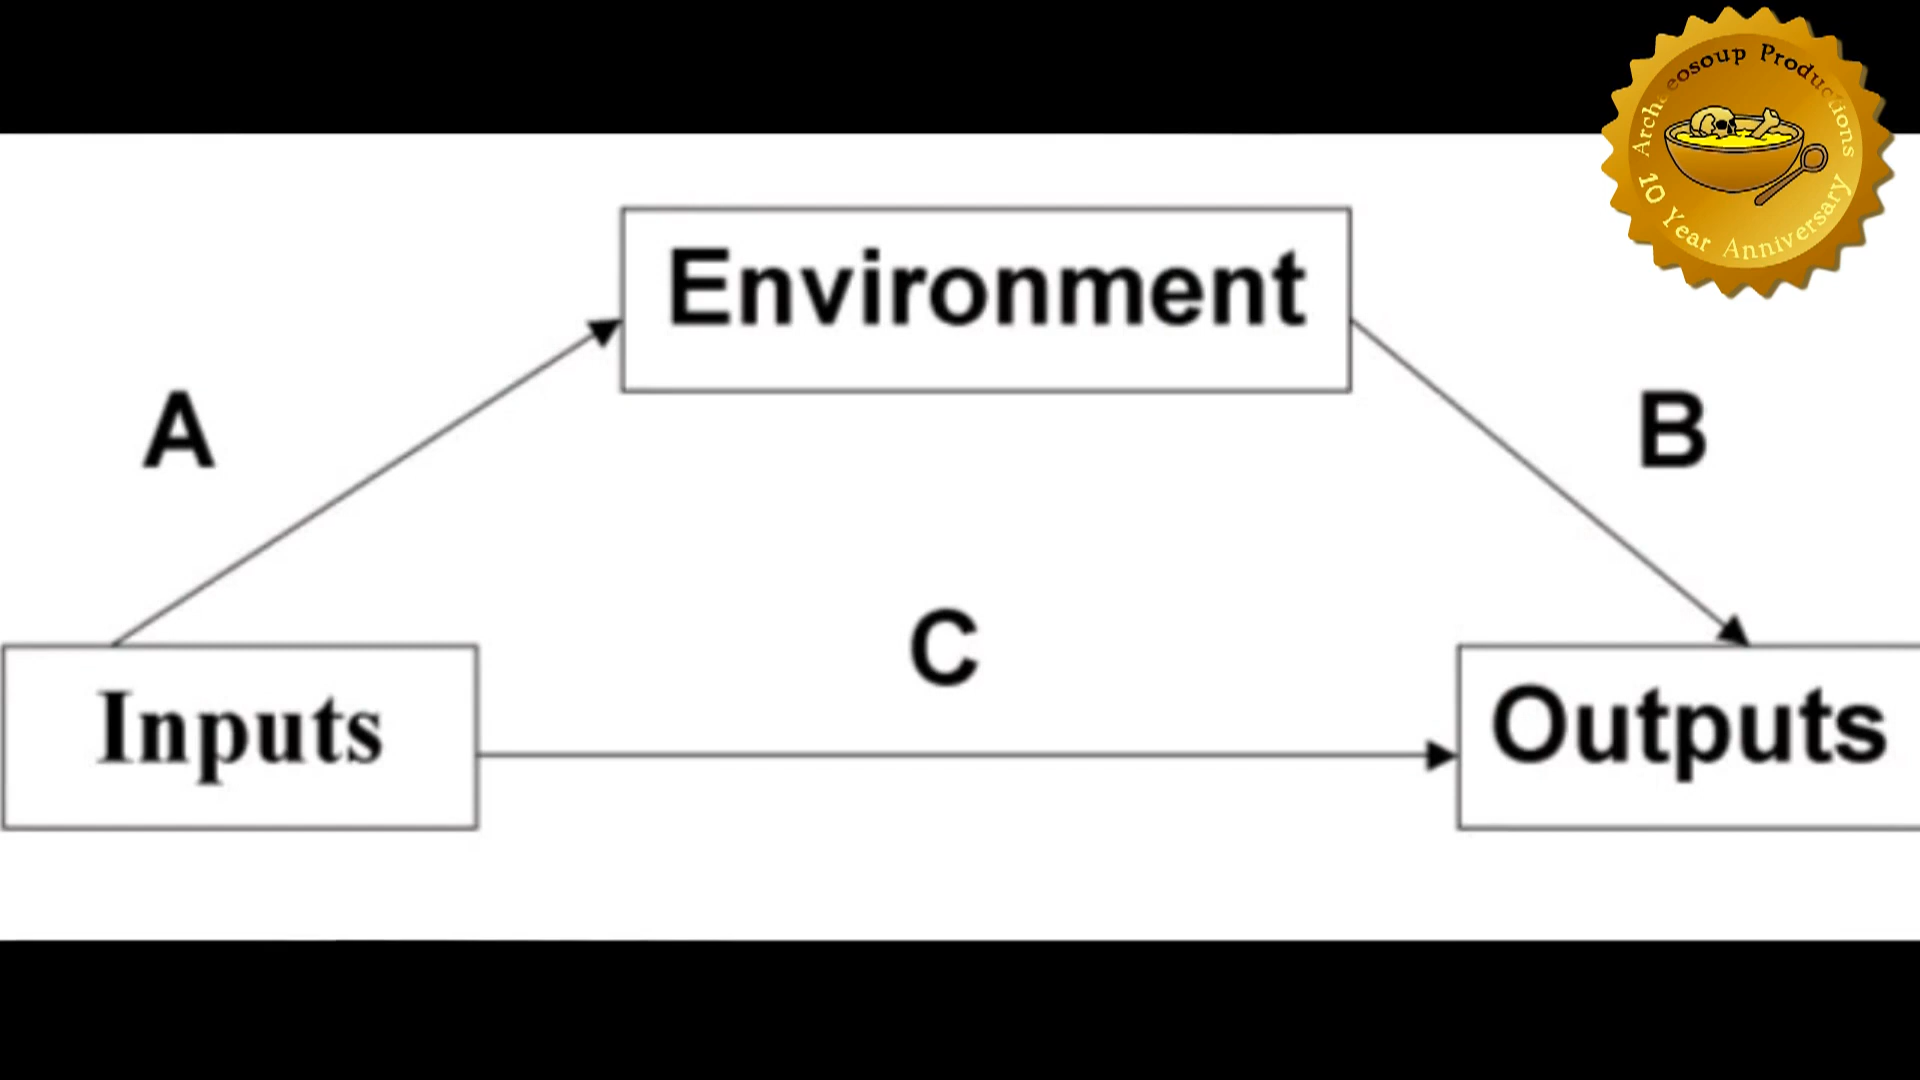 Archaeosoup Productions
10 Year Anniversary
Environment
A
B
C
Inputs
Outputs